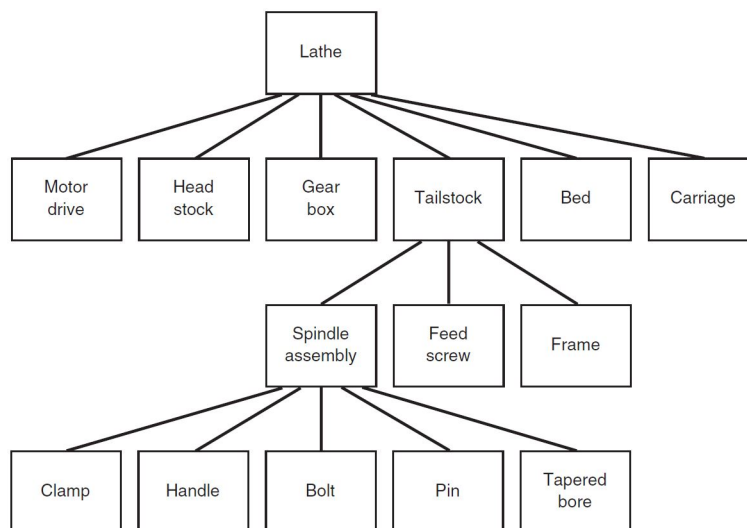 Lathe
Motor
drive
Head
stock
Gear
box
Tailstock
Bed
Carriage
Spindle
assembly
Feed
screw
Frame
Clamp
Handle
Bolt
Pin
Tapered
bore